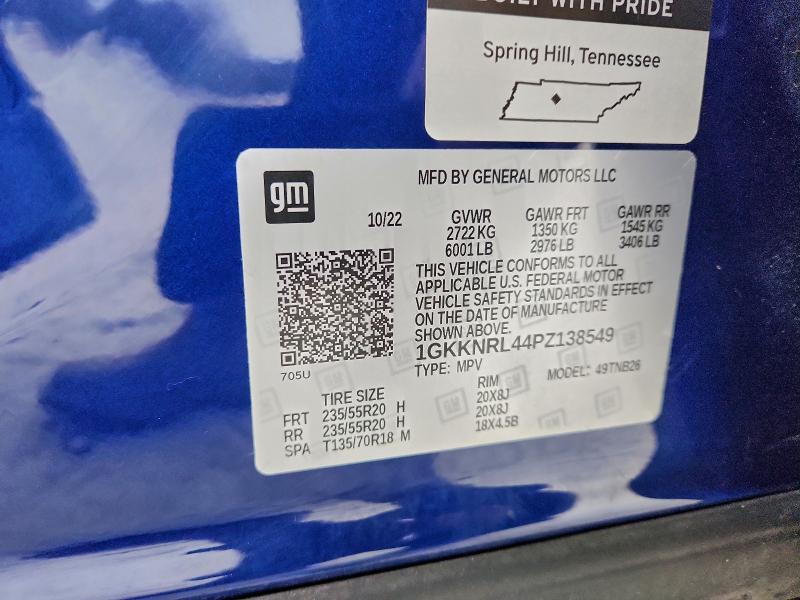 BUILT WITH PRIDE
Spring Hill, Tennessee
gm
MFD BY GENERAL MOTORS LLC
10/22 GVWR GAWR FRT GAWR RR
2722 KG 1350 KG 1545 KG
6001 LB 2976 LB 3406 LB
THIS VEHICLE CONFORMS TO ALL
APPLICABLE U.S. FEDERAL MOTOR
VEHICLE SAFETY STANDARDS IN EFFECT
ON THE DATE OF MANUFACTURE
SHOWN ABOVE.
1GKKNRL44PZ138549
705U
TYPE: MPV MODEL: 49TNB26
TIRE SIZE RIM
FRT 235/55R20 H 20X8J
RR 235/55R20 H 20X8J
SPA T135/70R18 M 18X4.5B